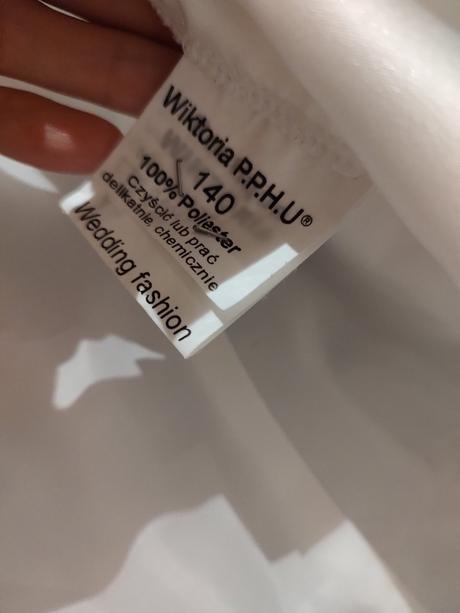 Wiktoria P.P.H.U®
140
100% Poliester
Czyścić lub prać
delikatnie, chemicznie
Wedding fashion